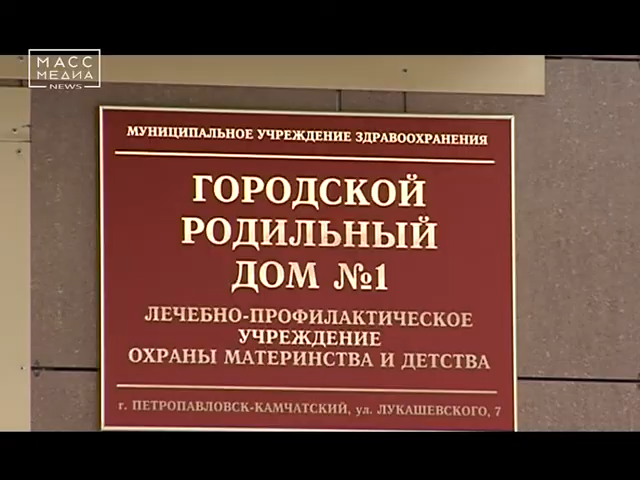 МАСС
МЕДИА
NEWS
МУНИЦИПАЛЬНОЕ УЧРЕЖДЕНИЕ ЗДРАВООХРАНЕНИЯ
ГОРОДСКОЙ
РОДИЛЬНЫЙ
ДОМ №1
ЛЕЧЕБНО-ПРОФИЛАКТИЧЕСКОЕ
УЧРЕЖДЕНИЕ
ОХРАНЫ МАТЕРИНСТВА И ДЕТСТВА
г. ПЕТРОПАВЛОВСК-КАМЧАТСКИЙ, ул. ЛУКАШЕВСКОГО, 7